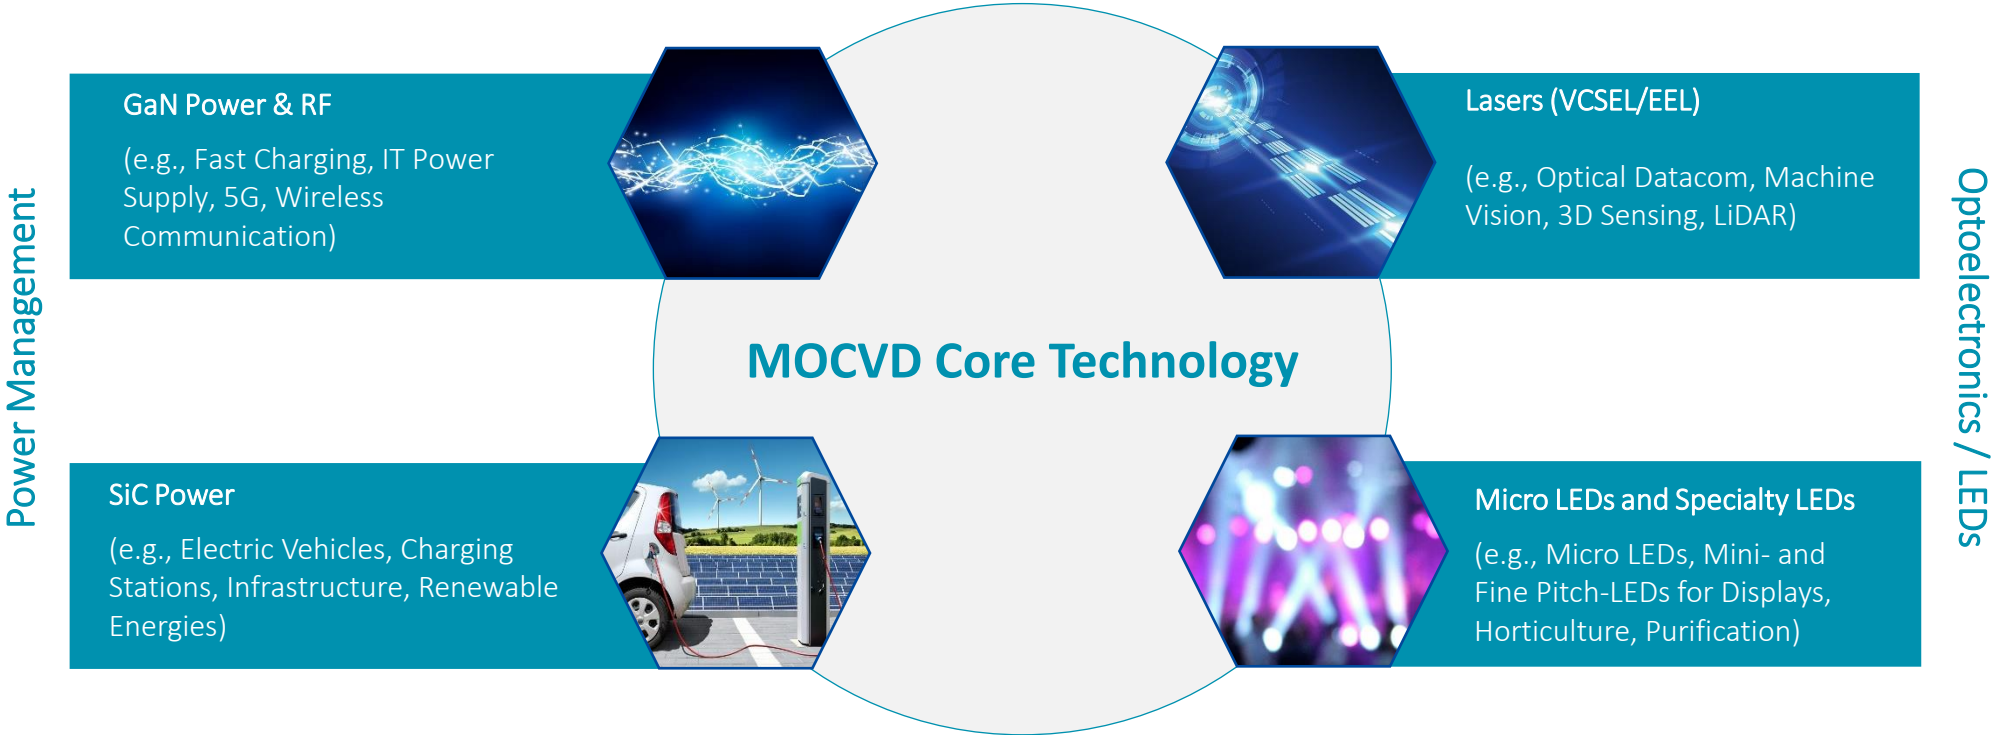 Power Management
GaN Power & RF
(e.g., Fast Charging, IT Power
Supply, 5G, Wireless
Communication)
SiC Power
(e.g., Electric Vehicles, Charging
Stations, Infrastructure, Renewable
Energies)
MOCVD Core Technology
Lasers (VCSEL/EEL)
(e.g., Optical Datacom, Machine
Vision, 3D Sensing, LiDAR)
Micro LEDs and Specialty LEDs
(e.g., Micro LEDs, Mini- and
Fine Pitch-LEDs for Displays,
Horticulture, Purification)
Optoelectronics / LEDs